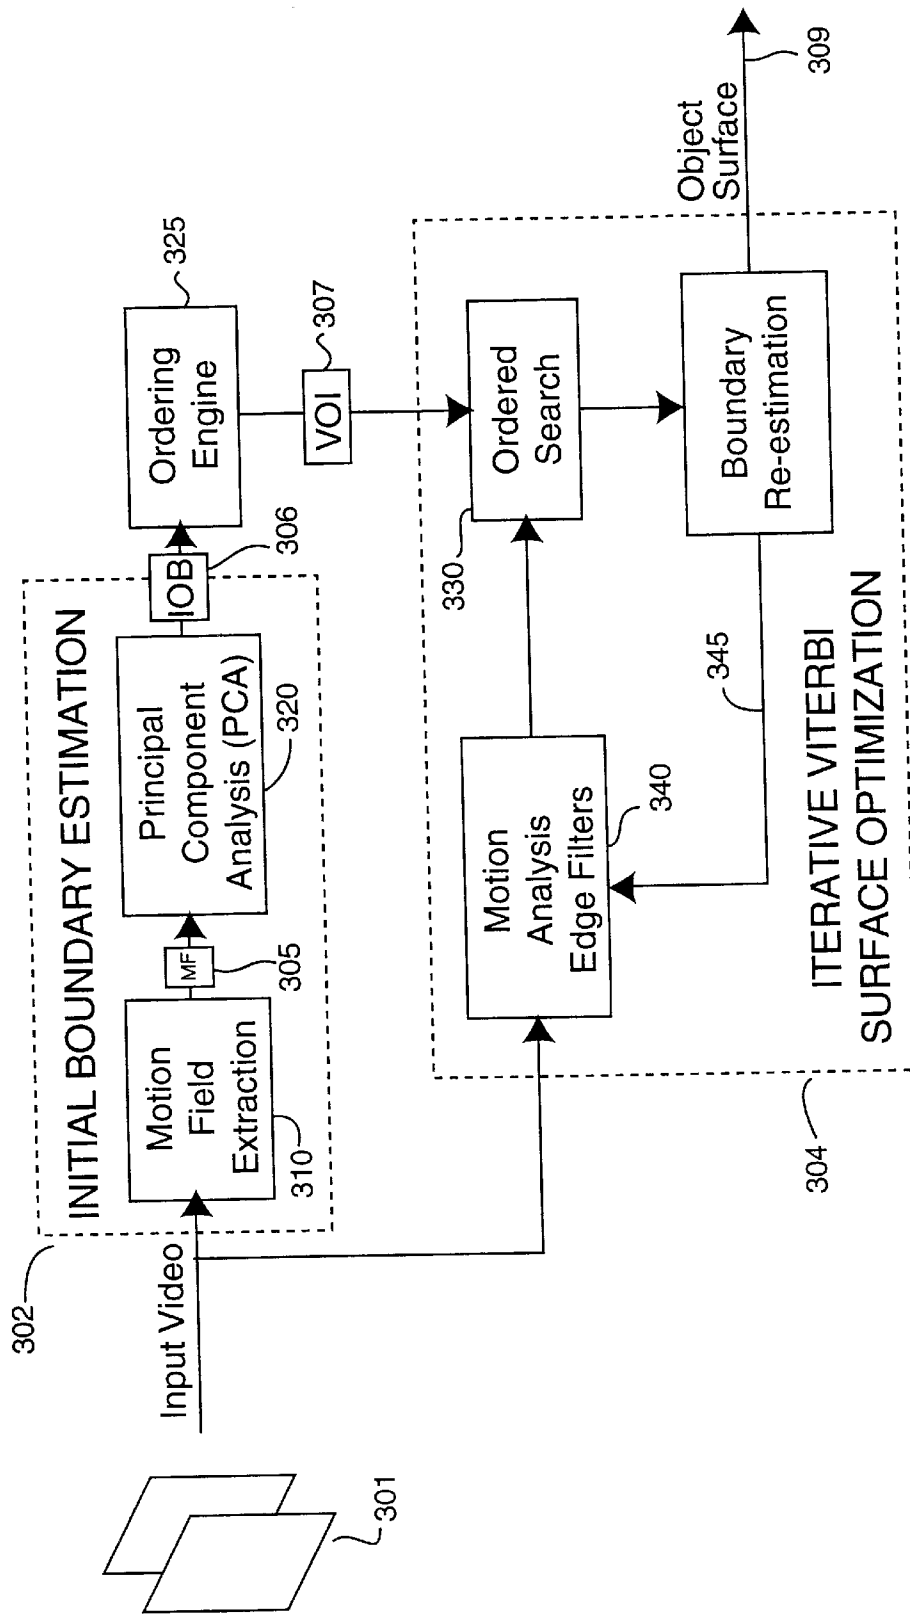 302
INITIAL BOUNDARY ESTIMATION
Input Video
301
Motion
Field
Extraction
310
MF
305
Principal
Component
Analysis (PCA)
320
IOB
306
Ordering
Engine
325
VOI
307
330
Ordered
Search
Motion
Analysis
Edge Filters
340
345
Boundary
Re-estimation
Object
Surface
309
ITERATIVE VITERBI
SURFACE OPTIMIZATION
304